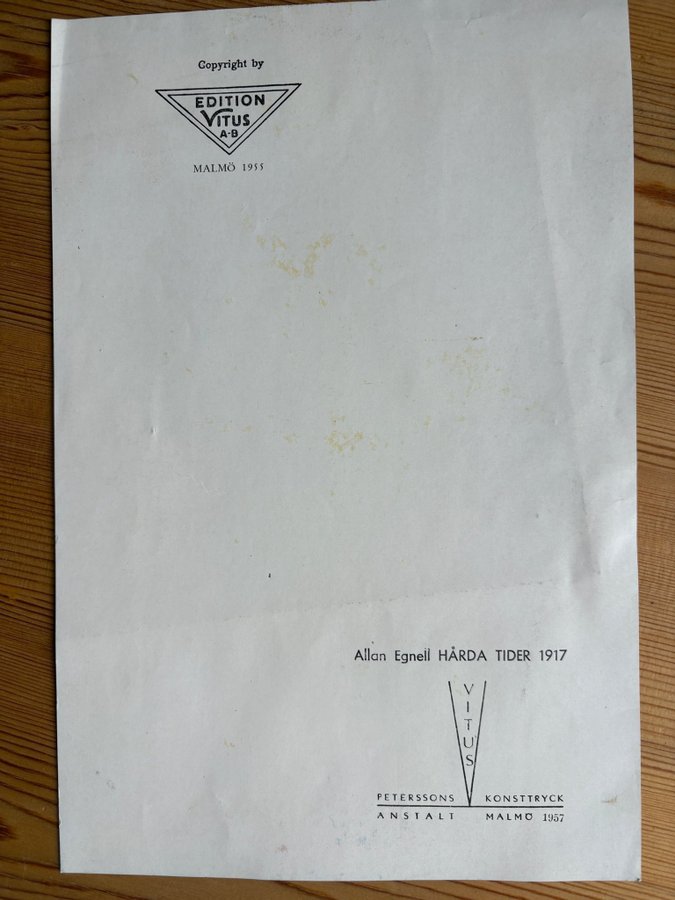 Copyright by
EDITION
VITUS
A-B
MALMÖ 1955
Allan Egnell HÅRDA TIDER 1917
VITUS
PETERSSONS KONSTTRYCK
ANSTALT MALMÖ 1957